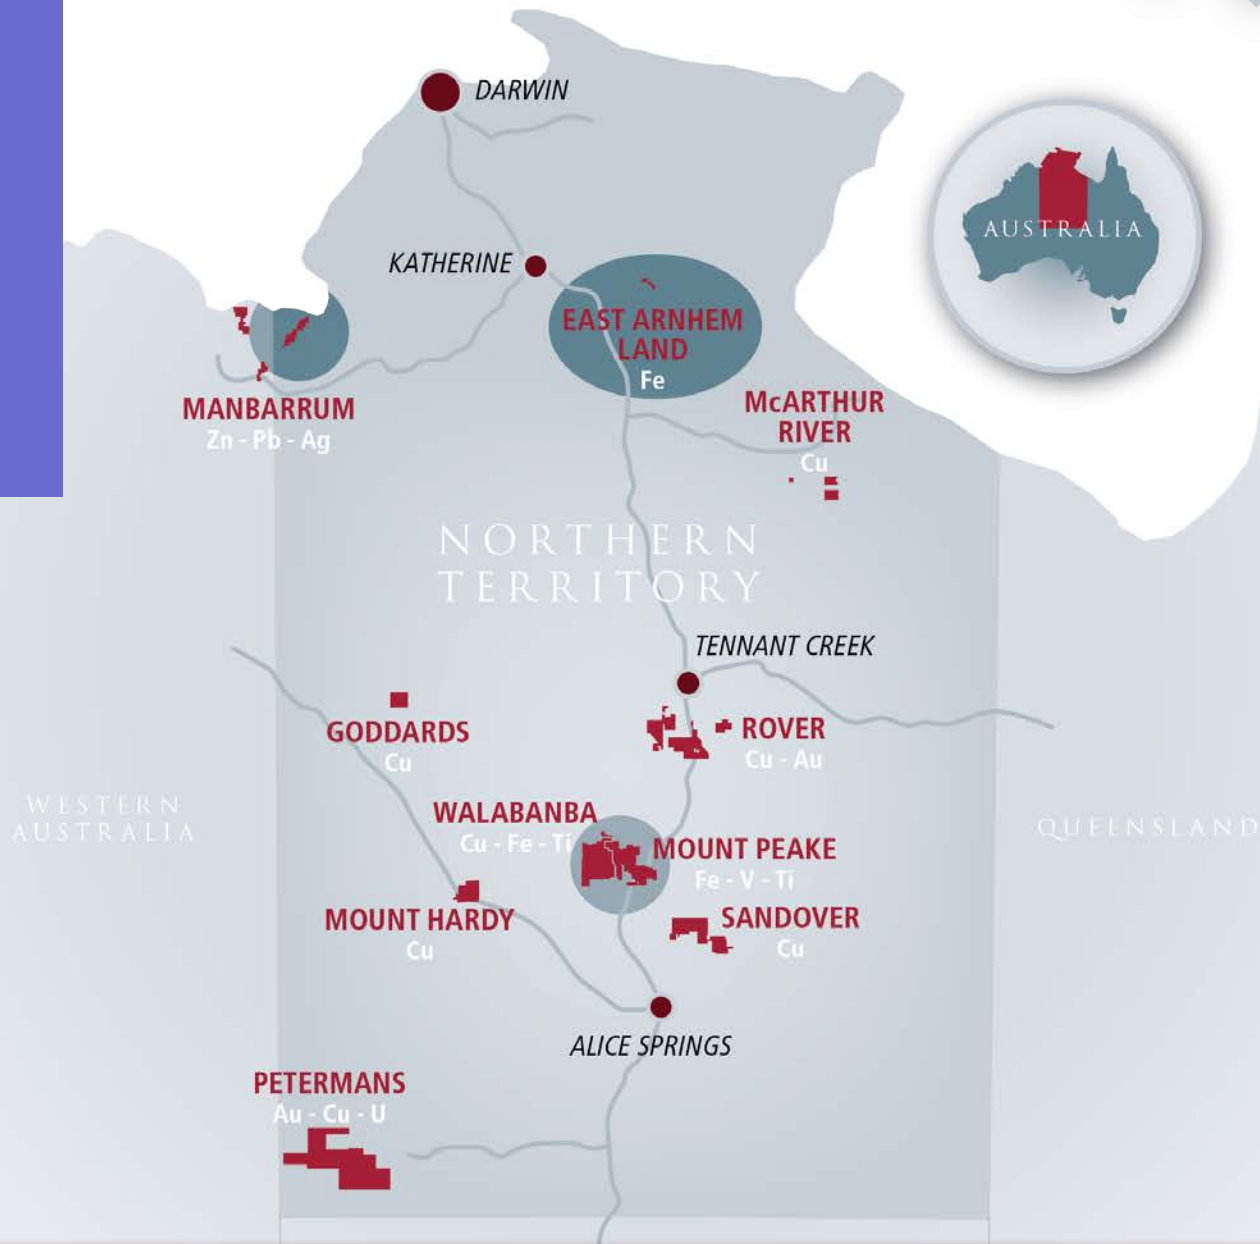 DARWIN
KATHERINE
AUSTRALIA
EAST ARNHEM
LAND
Fe
McARTHUR
RIVER
Cu
MANBARRUM
Zn - Pb - Ag
NORTHERN
TERRITORY
TENNANT CREEK
GODDARDS
Cu
ROVER
Cu - Au
WESTERN
AUSTRALIA
WALABANBA
Cu - Fe - Ti
QUEENSLAND
MOUNT PEAKE
Fe - V - Ti
MOUNT HARDY
Cu
SANDOVER
Cu
ALICE SPRINGS
PETERMANS
Au - Cu - U